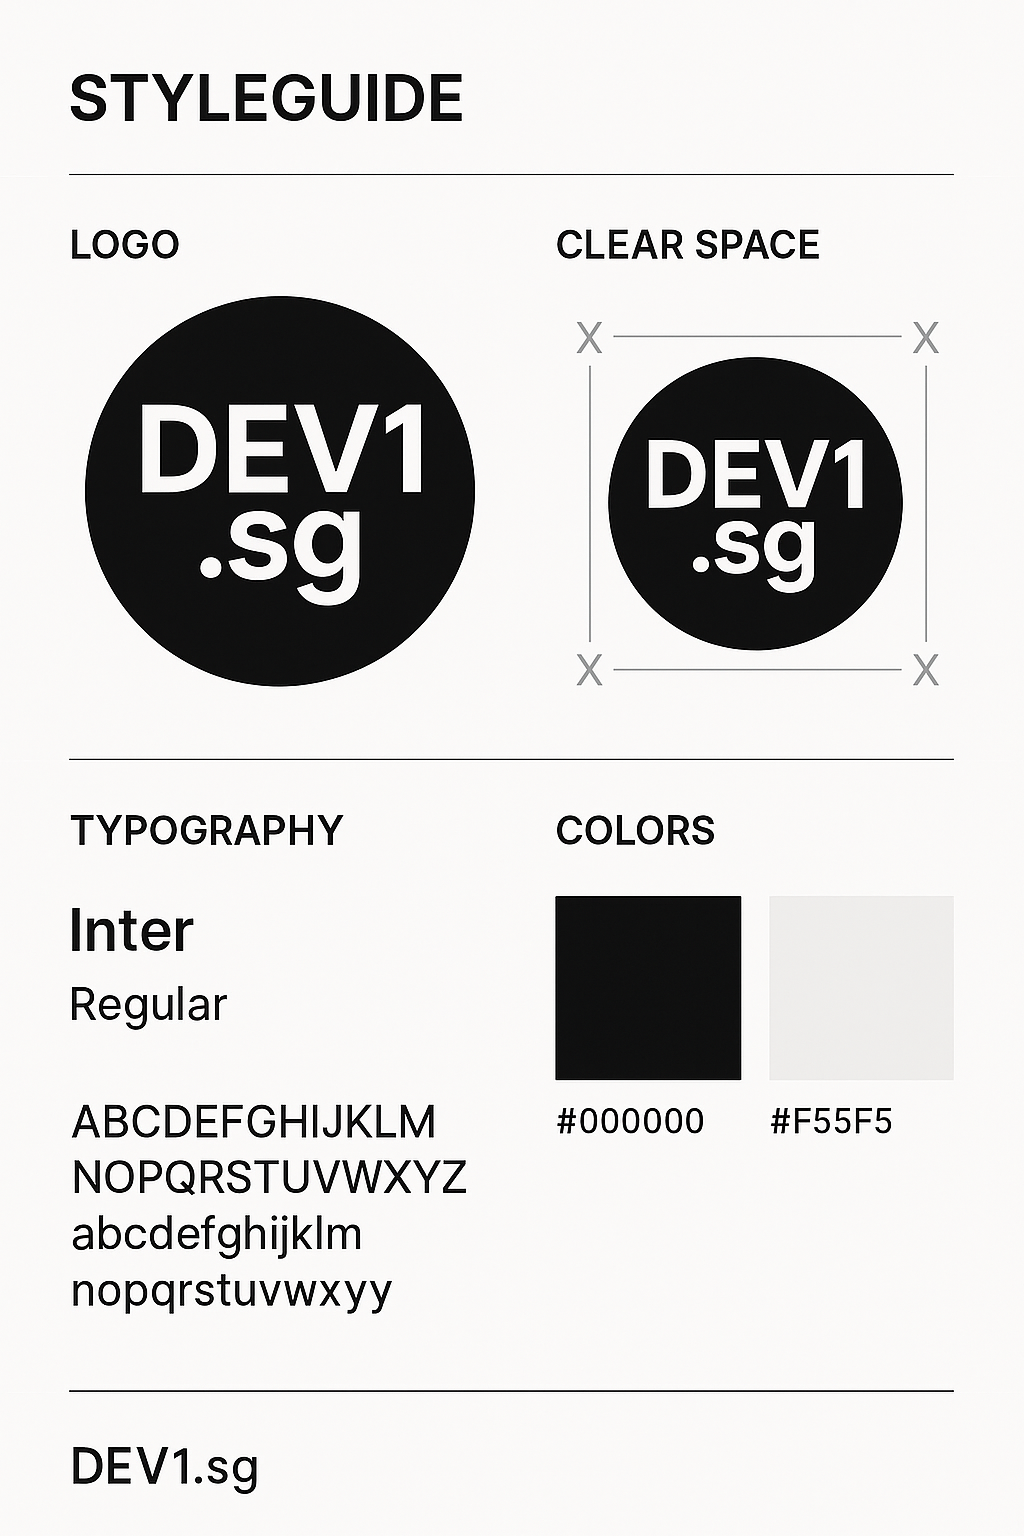 STYLEGUIDE
LOGO
DEV1
.sg
CLEAR SPACE
X X
DEV1
.sg
X X
TYPOGRAPHY
Inter
Regular
ABCDEFGHIJKLM
NOPQRSTUVWXYZ
abcdefghijklm
nopqrstuvwxyy
COLORS
#000000 #F55F5
DEV1.sg